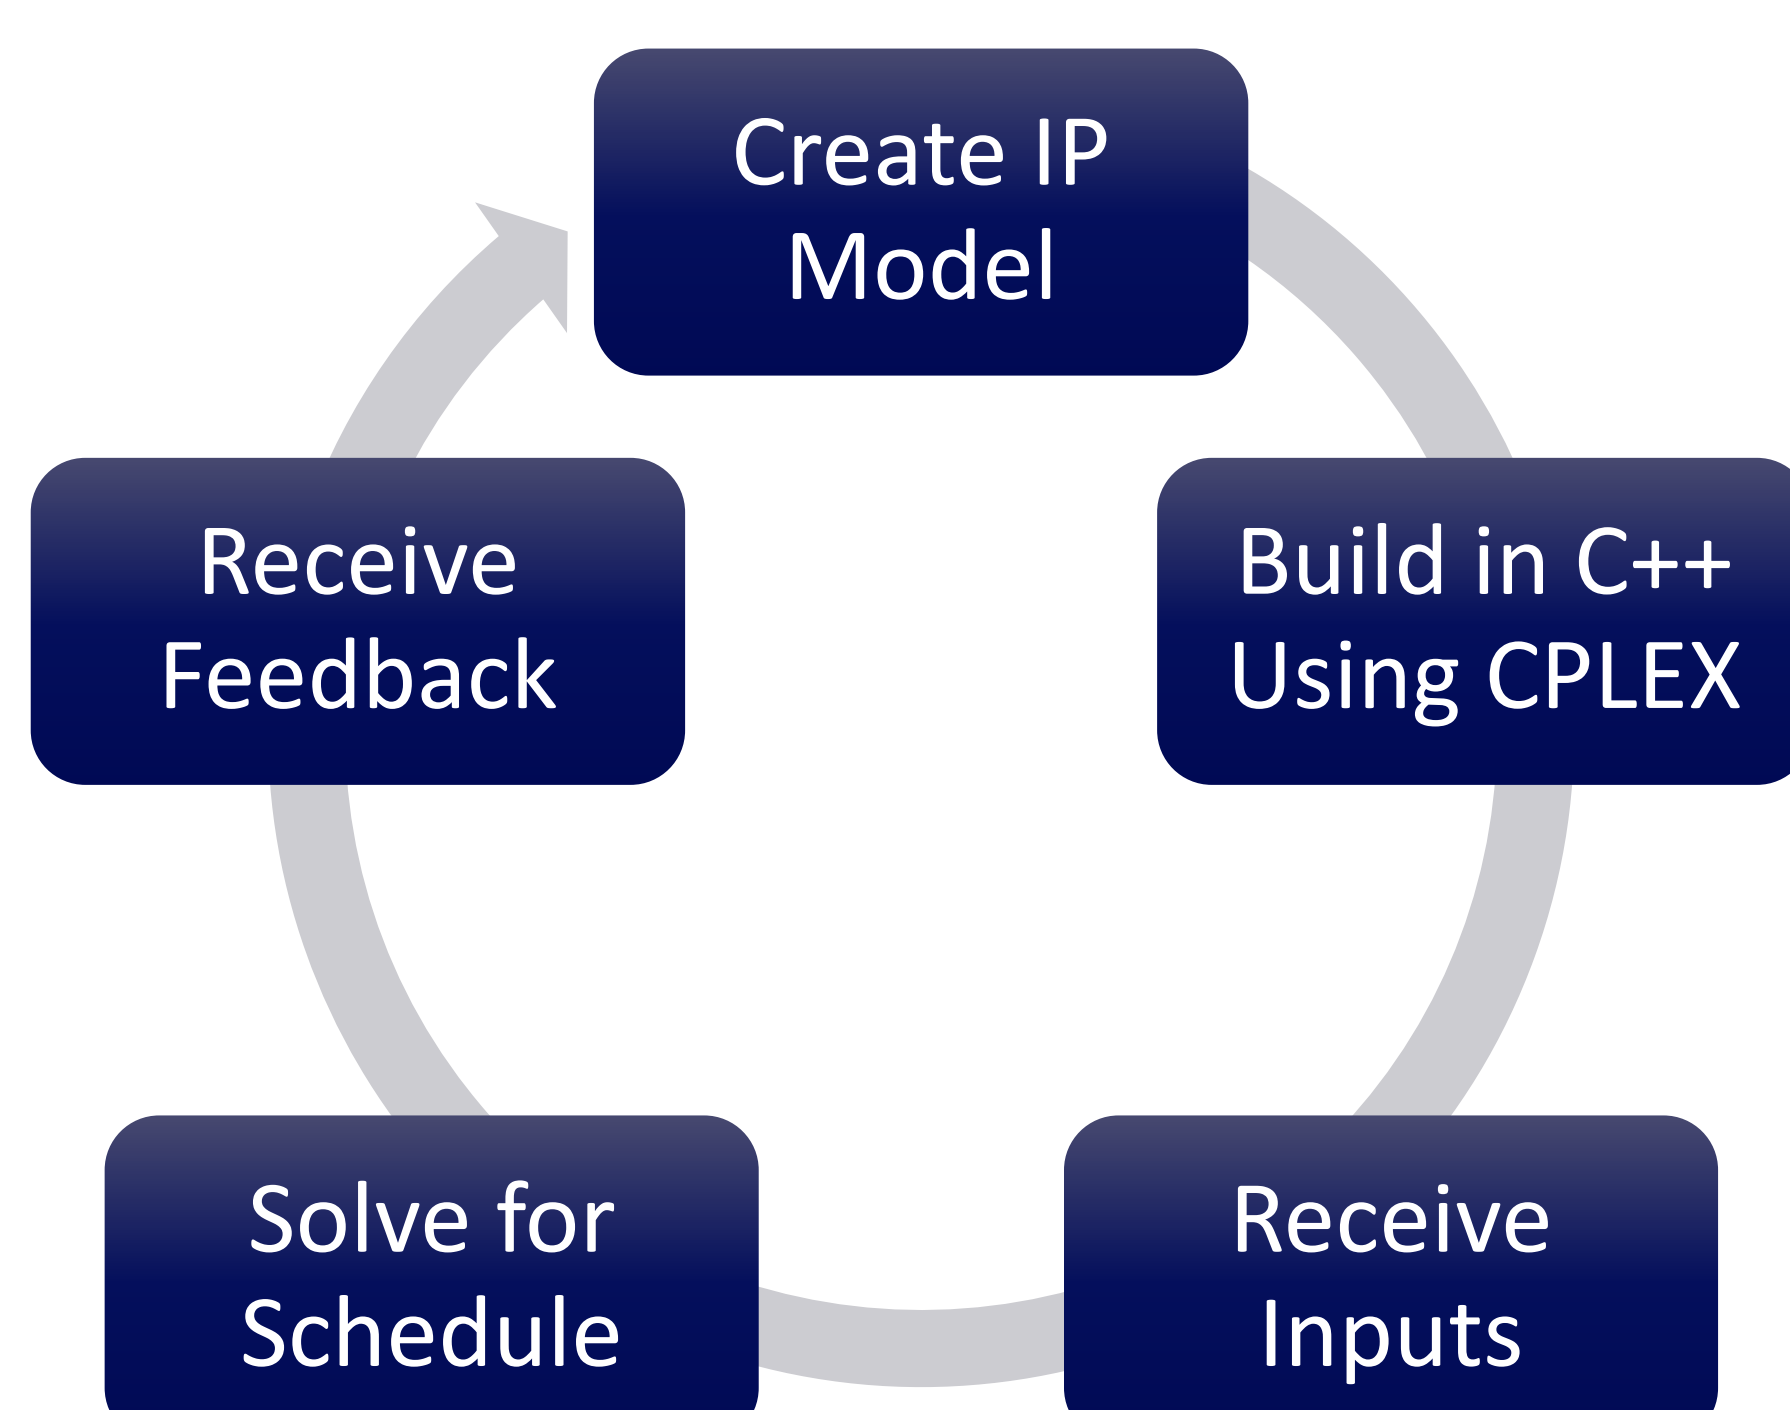 Create IP
Model
Build in C++
Using CPLEX
Receive
Inputs
Solve for
Schedule
Receive
Feedback